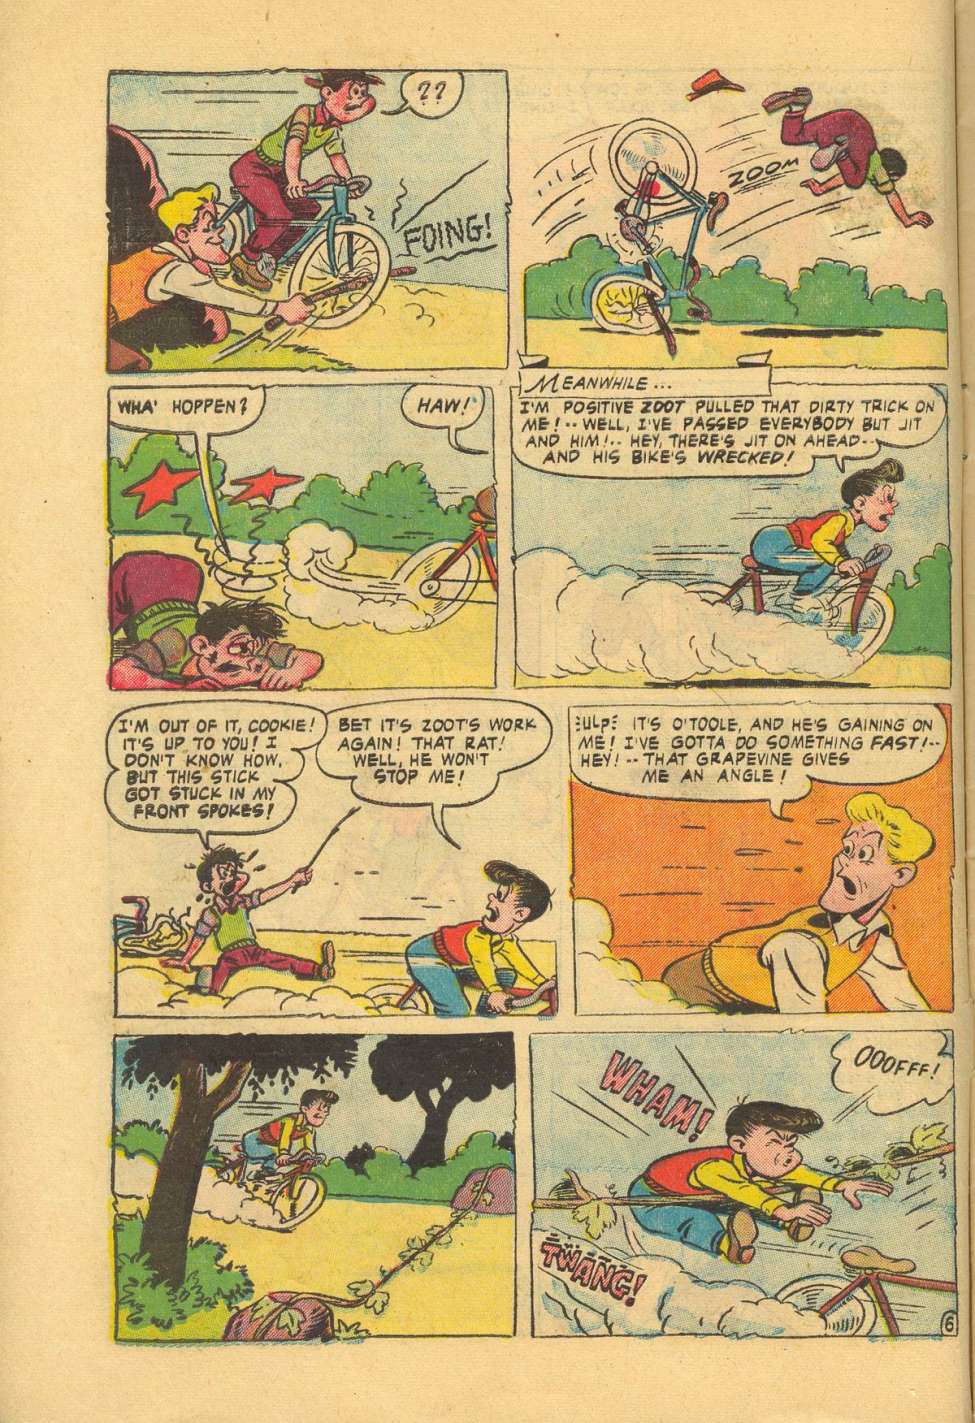 ??
FOING!
ZOOM
WHA' HOPPEN?
HAW!
MEANWHILE...
I'M POSITIVE ZOOT PULLED THAT DIRTY TRICK ON
ME!·· WELL, I'VE PASSED EVERYBODY BUT JIT
AND HIM!·· HEY, THERE'S JIT ON AHEAD--
AND HIS BIKE'S WRECKED!
I'M OUT OF IT, COOKIE!
IT'S UP TO YOU! I
DON'T KNOW HOW,
BUT THIS STICK
GOT STUCK IN MY
FRONT SPOKES!
BET IT'S ZOOT'S WORK
AGAIN! THAT RAT!
WELL, HE WON'T
STOP ME!
:ULP: IT'S O'TOOLE, AND HE'S GAINING ON
ME! I'VE GOTTA DO SOMETHING FAST!··
HEY!·· THAT GRAPEVINE GIVES
ME AN ANGLE!
WHAM!
OOOFFF!
TWANG!
6